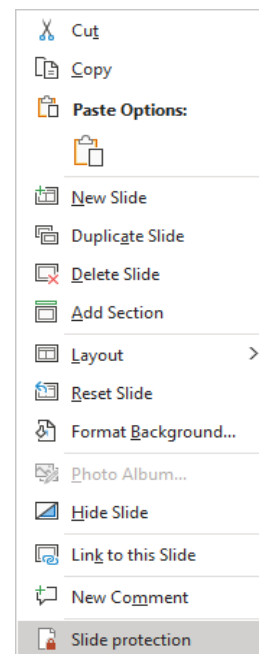 Cut
Copy
Paste Options:
New Slide
Duplicate Slide
Delete Slide
Add Section
Layout
Reset Slide
Format Background...
Photo Album...
Hide Slide
Link to this Slide
New Comment
Slide protection